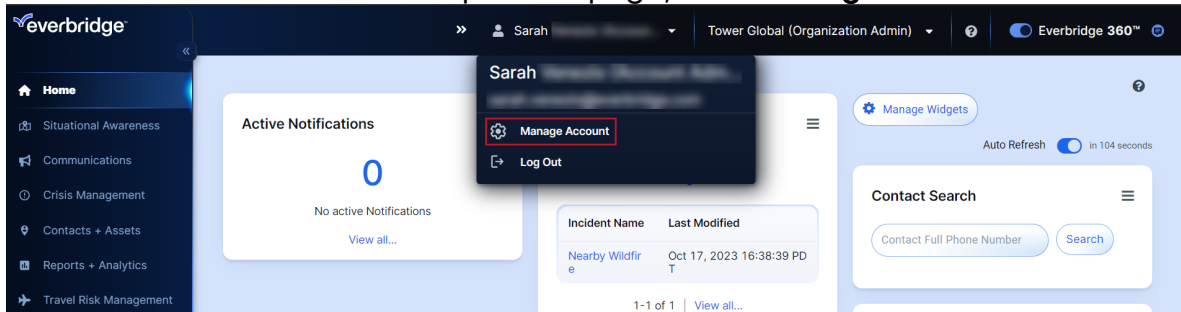 everbridge
«
»
Sarah
Tower Global (Organization Admin)
?
Everbridge 360™
Sarah
Manage Account
Log Out
Home
Situational Awareness
Communications
Crisis Management
Contacts + Assets
Reports + Analytics
Travel Risk Management
Active Notifications
0
No active Notifications
View all...
Incident Name Last Modified
Nearby Wildfir
e
Oct 17, 2023 16:38:39 PD
T
1-1 of 1 | View all...
?
Manage Widgets
Auto Refresh in 104 seconds
Contact Search
Contact Full Phone Number
Search